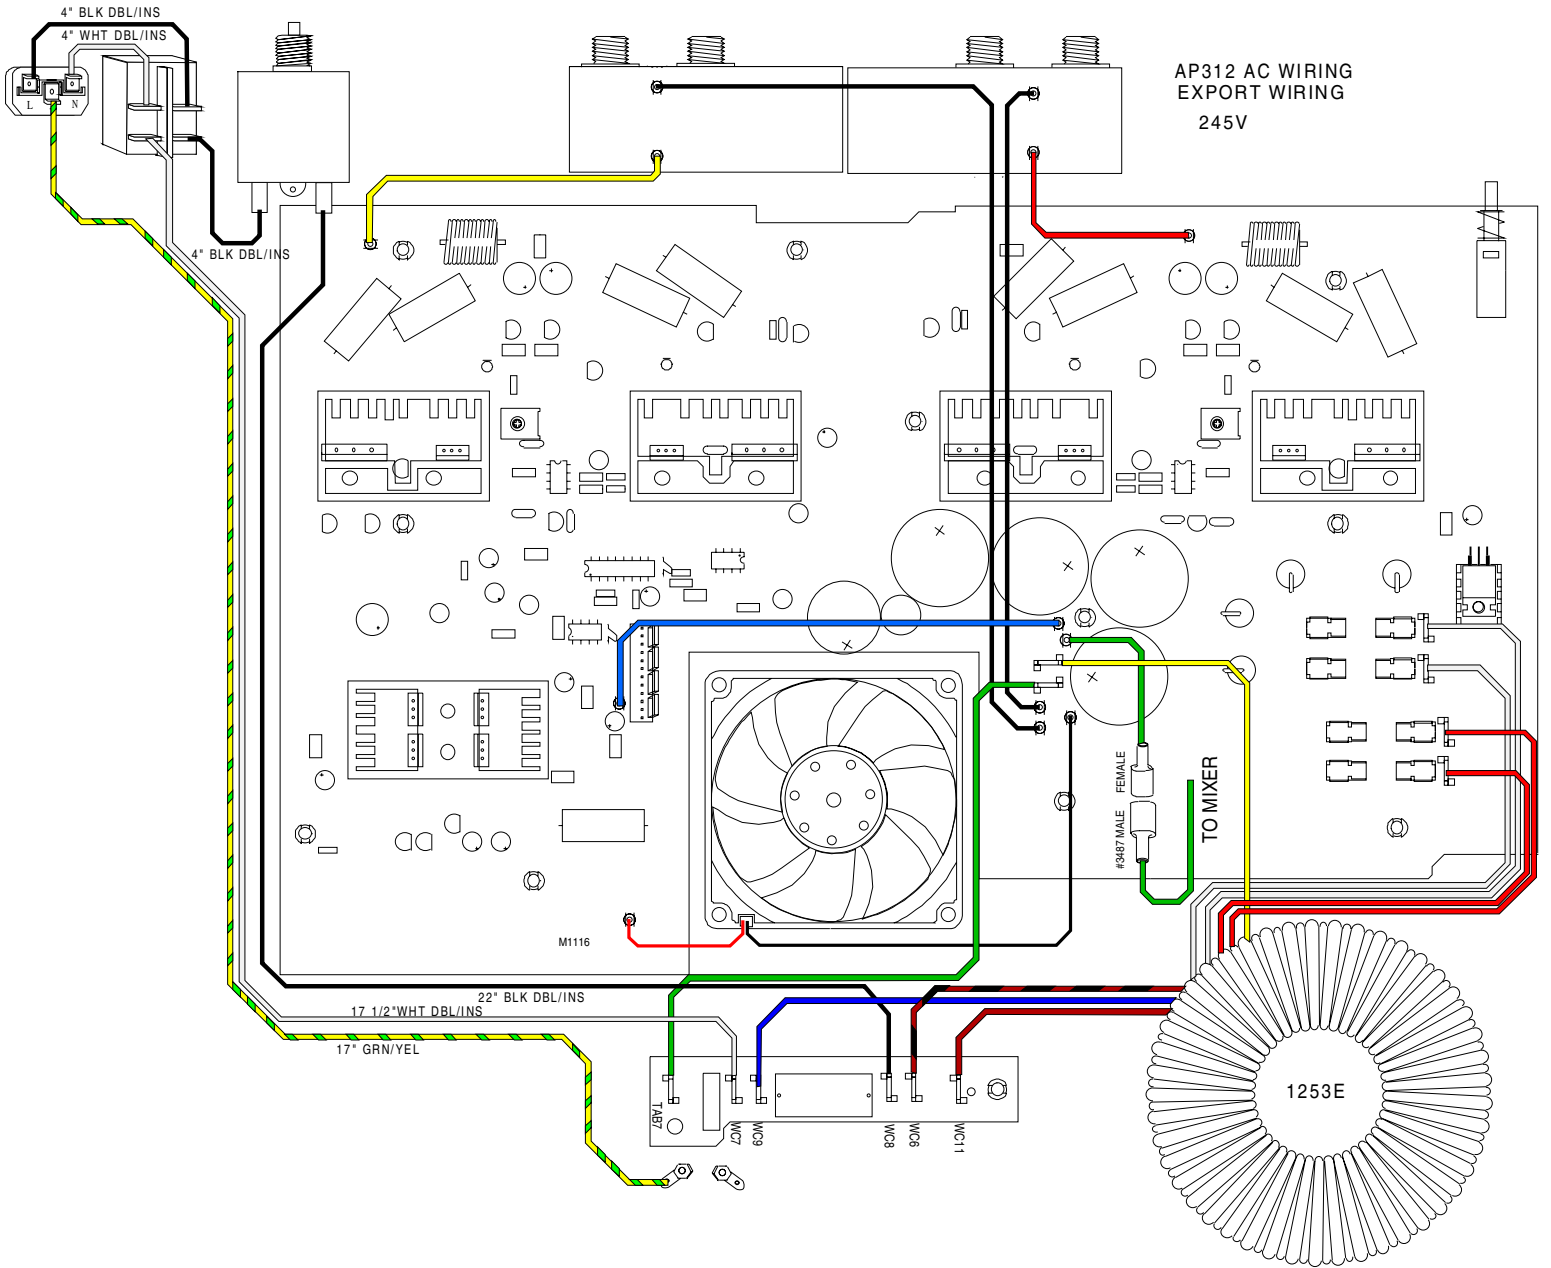 4" BLK DBL/INS
4" WHT DBL/INS
L
N
4" BLK DBL/INS
AP312 AC WIRING
EXPORT WIRING
245V
FEMALE
#3487 MALE
TO MIXER
M1116
22" BLK DBL/INS
17 1/2"WHT DBL/INS
17" GRN/YEL
TAB7
WC7
WC9
WC8
WC6
WC11
1253E